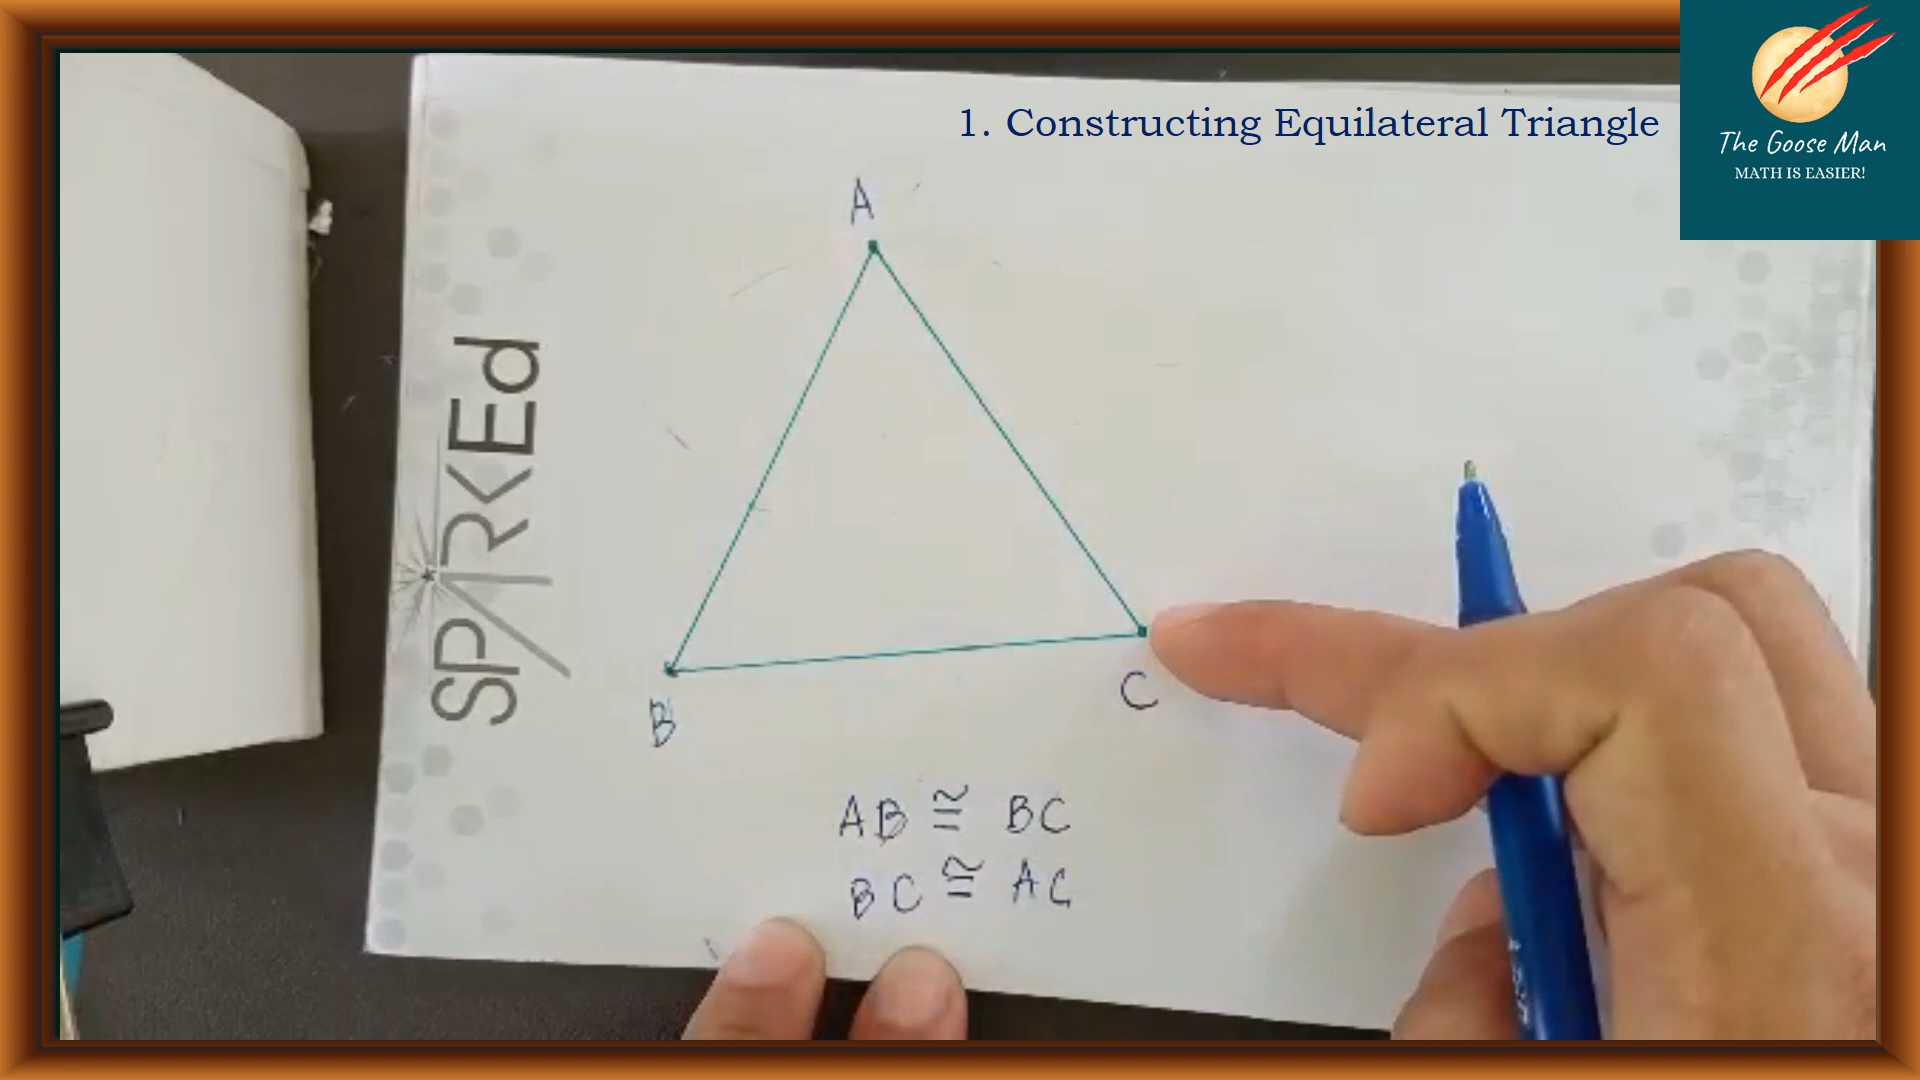 1. Constructing Equilateral Triangle
The Goose Man
MATH IS EASIER!
A
SPARKEd
B
C
AB ≅ BC
BC ≅ AC